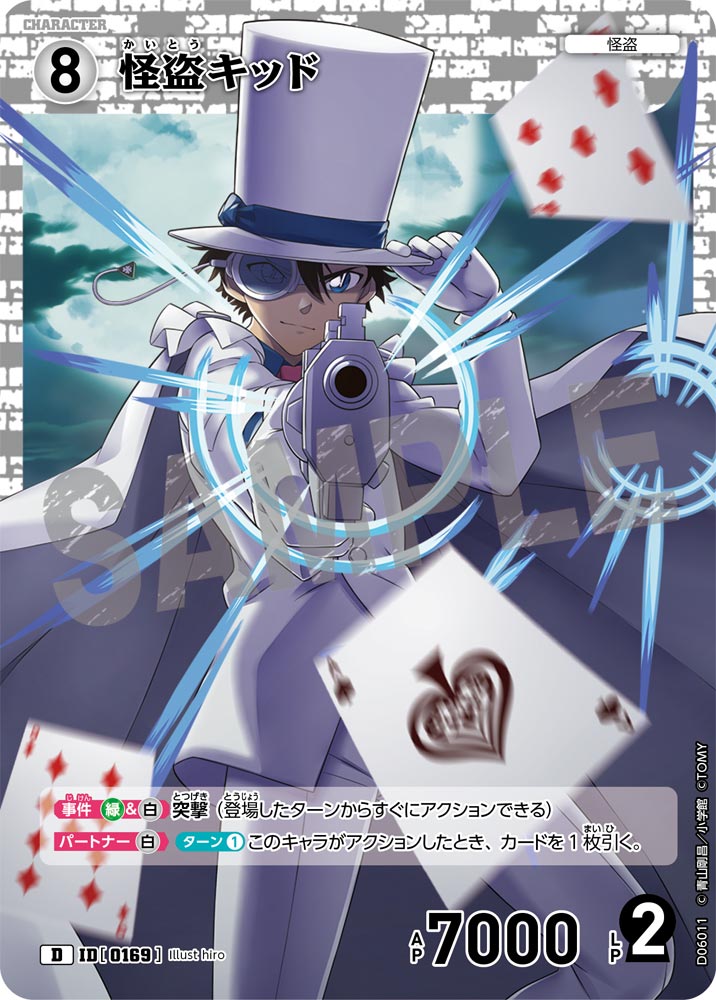 CHARACTER
8
かいとう
怪盗キッド
怪盗
SAMPLE
じけん とつげき とうじょう
事件 緑&白 突撃 (登場したターンからすぐにアクションできる)
まいひ
パートナー 白 ターン1 このキャラがアクションしたとき、カードを1枚引く。
D ID[0169] Illust hiro
AP 7000 LP 2
D06011 © 青山剛昌/小学館 ©TOMY